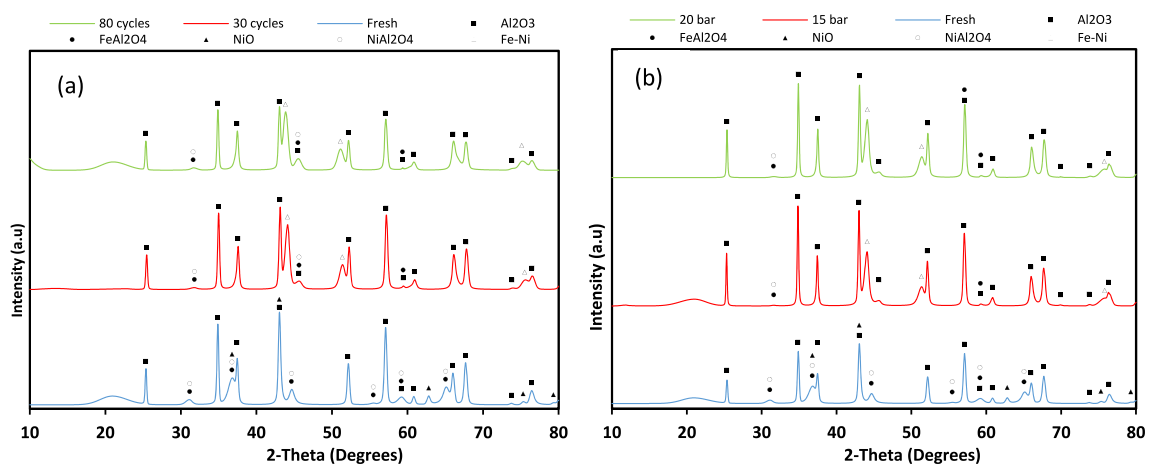 80 cycles 30 cycles Fresh Al2O3
FeAl2O4 NiO NiAl2O4 Fe-Ni
(a)
Intensity (a.u)
10 20 30 40 50 60 70 80
2-Theta (Degrees)
20 bar 15 bar Fresh Al2O3
FeAl2O4 NiO NiAl2O4 Fe-Ni
(b)
Intensity (a.u)
10 20 30 40 50 60 70 80
2-Theta (Degrees)